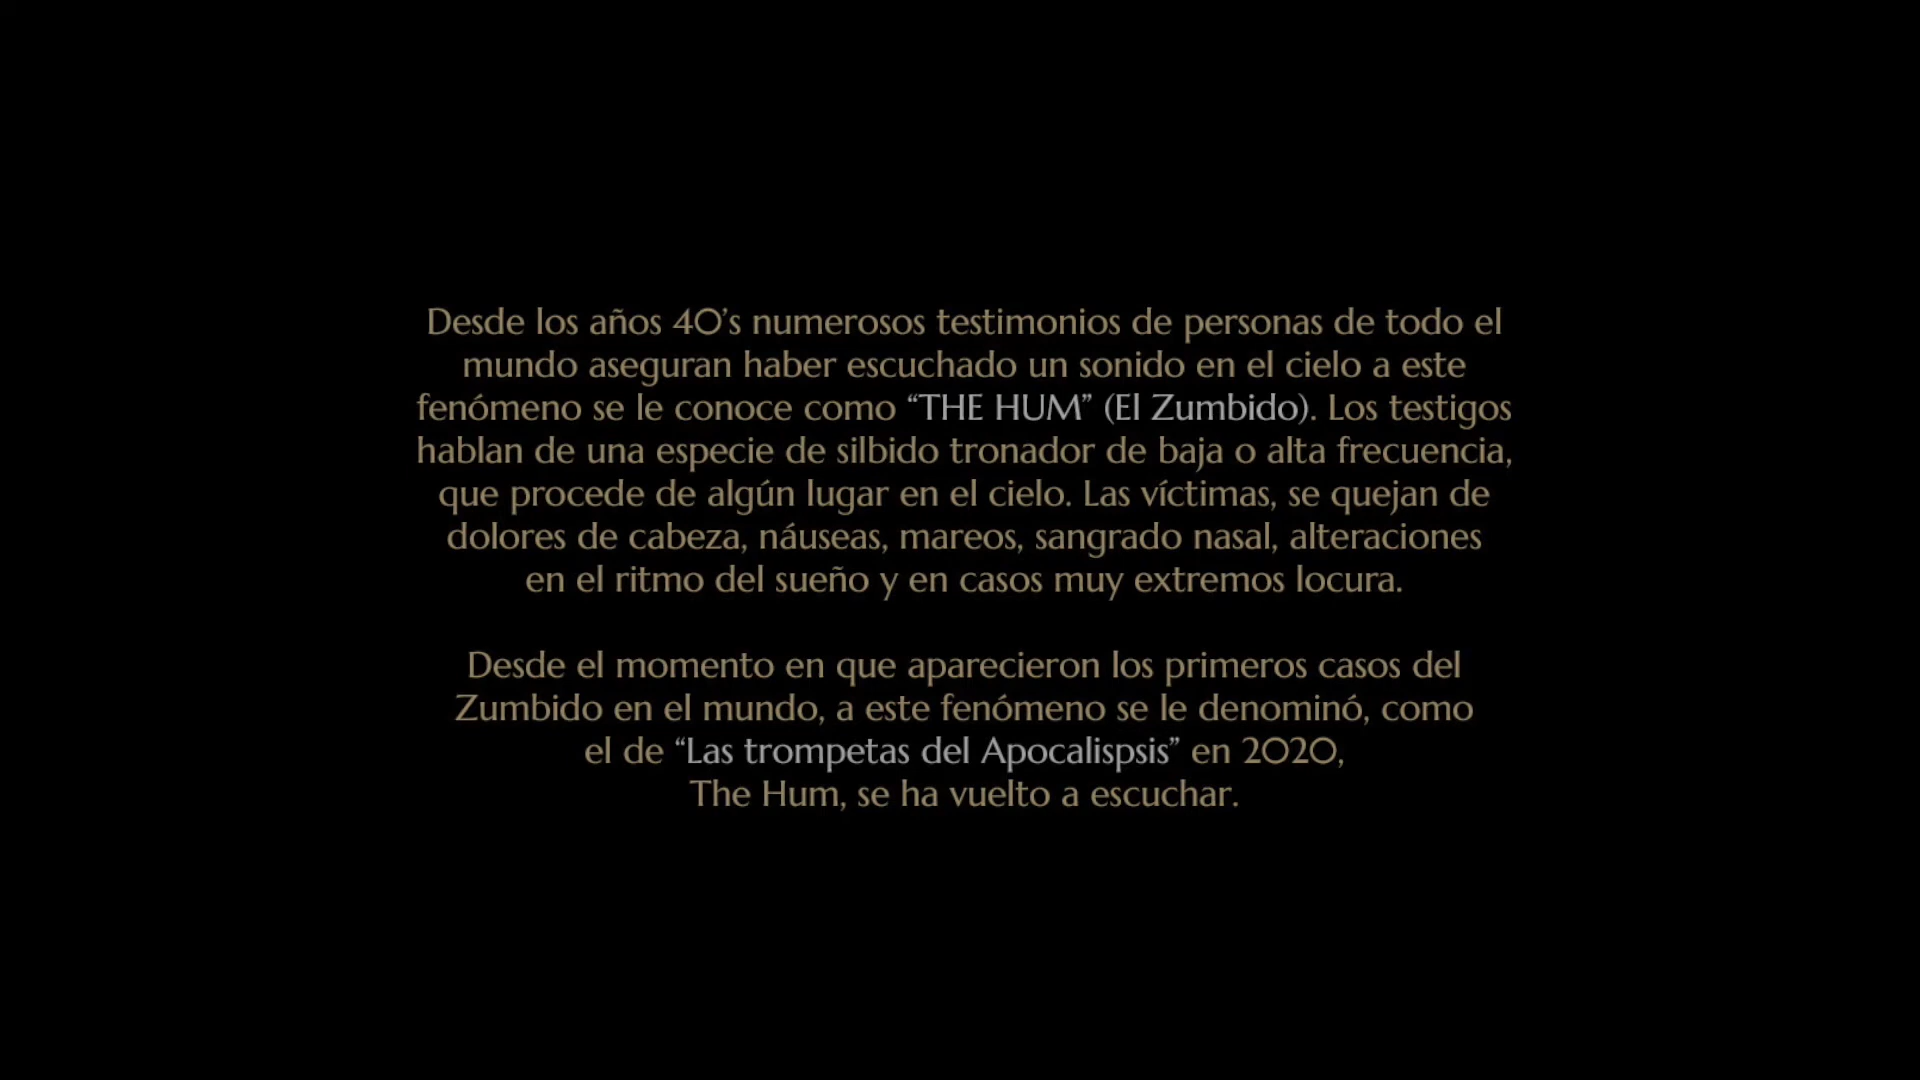 Desde los años 40’s numerosos testimonios de personas de todo el
mundo aseguran haber escuchado un sonido en el cielo a este
fenómeno se le conoce como “THE HUM” (El Zumbido). Los testigos
hablan de una especie de silbido tronador de baja o alta frecuencia,
que procede de algún lugar en el cielo. Las víctimas, se quejan de
dolores de cabeza, náuseas, mareos, sangrado nasal, alteraciones
en el ritmo del sueño y en casos muy extremos locura.
Desde el momento en que aparecieron los primeros casos del
Zumbido en el mundo, a este fenómeno se le denominó, como
el de “Las trompetas del Apocalispsis” en 2020,
The Hum, se ha vuelto a escuchar.